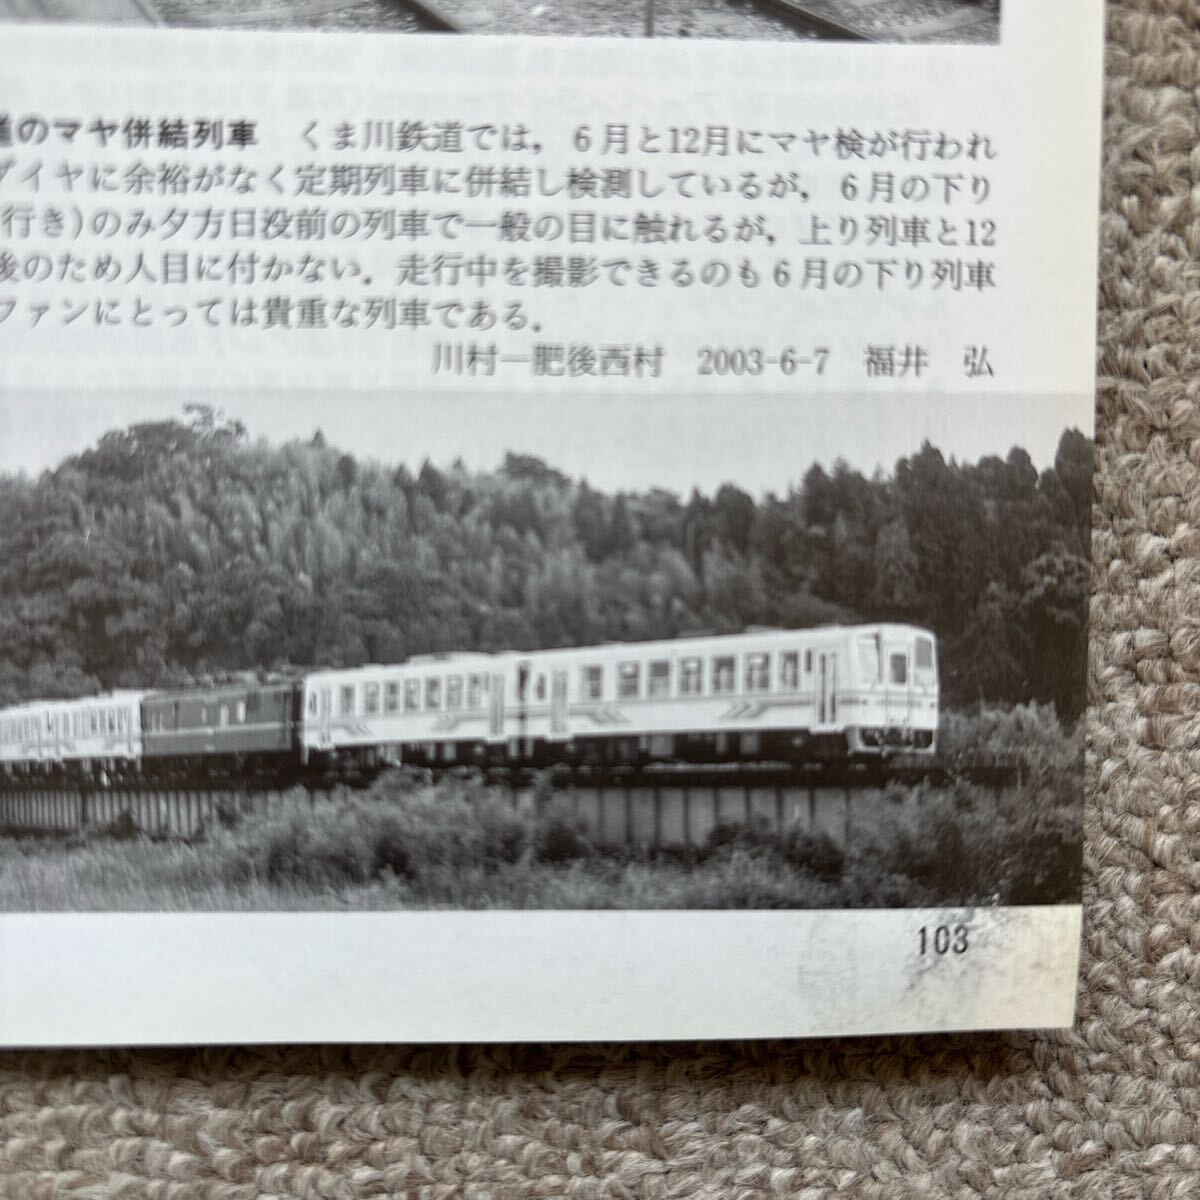 道のマヤ併結列車　くま川鉄道では，6月と12月にマヤ検が行われ
ダイヤに余裕がなく定期列車に併結し検測しているが，6月の下り
行き)のみ夕方日没前の列車で一般の目に触れるが，上り列車と12
後のため人目に付かない．走行中を撮影できるのも6月の下り列車
ファンにとっては貴重な列車である．
川村―肥後西村　2003-6-7　福井　弘
103